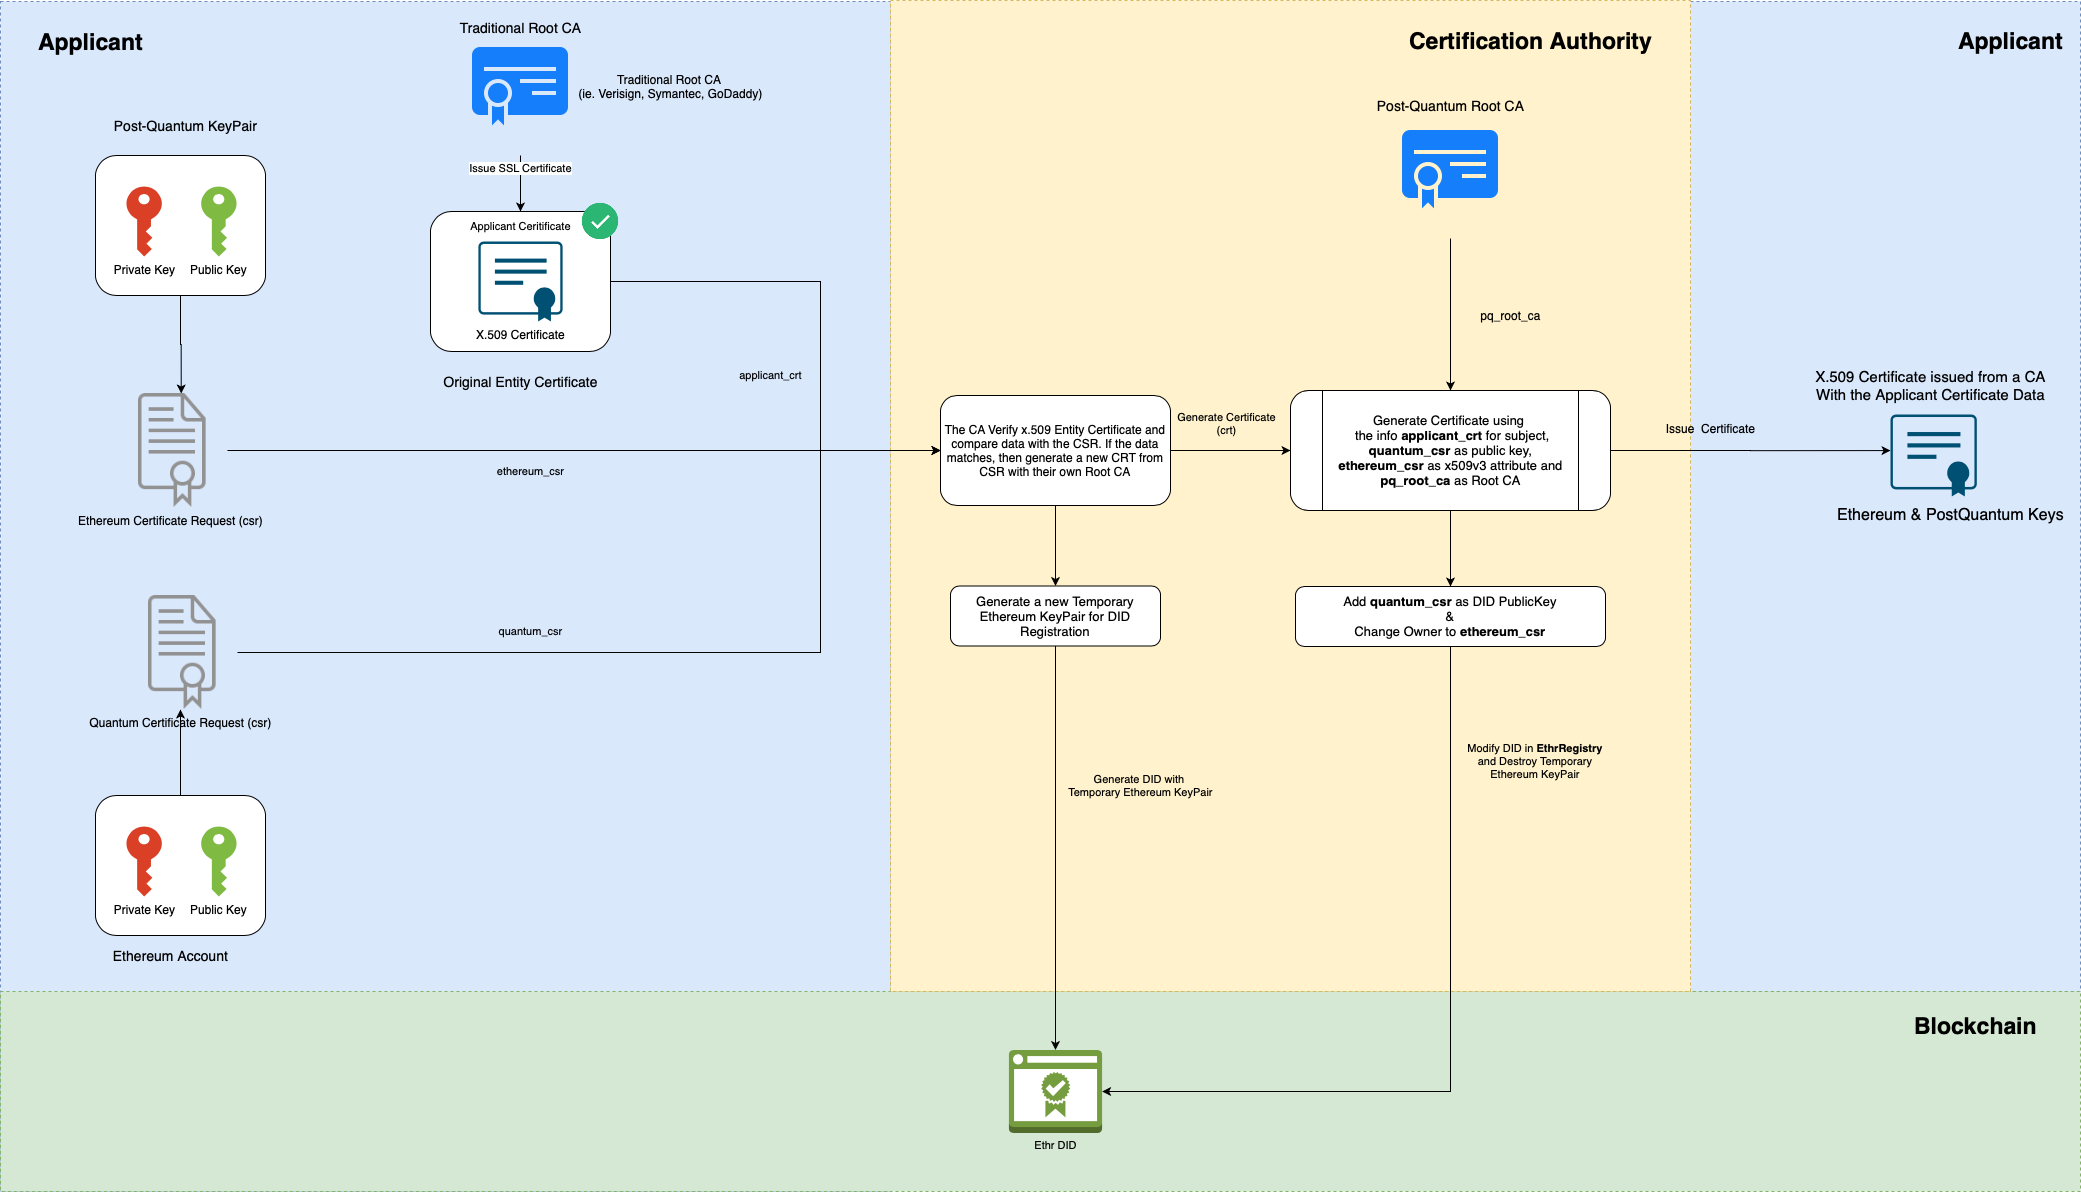 Applicant
Traditional Root CA
Traditional Root CA
(ie. Verisign, Symantec, GoDaddy)
Post-Quantum KeyPair
Private Key
Public Key
Issue SSL Certificate
Applicant Ceritificate
X.509 Certificate
Original Entity Certificate
applicant_crt
ethereum_csr
Ethereum Certificate Request (csr)
quantum_csr
Quantum Certificate Request (csr)
Private Key
Public Key
Ethereum Account
Certification Authority
Post-Quantum Root CA
pq_root_ca
The CA Verify x.509 Entity Certificate and
compare data with the CSR. If the data
matches, then generate a new CRT from
CSR with their own Root CA
Generate Certificate
(crt)
Generate Certificate using
the info applicant_crt for subject,
quantum_csr as public key,
ethereum_csr as x509v3 attribute and
pq_root_ca as Root CA
Issue Certificate
Generate a new Temporary
Ethereum KeyPair for DID
Registration
Add quantum_csr as DID PublicKey
&
Change Owner to ethereum_csr
Generate DID with
Temporary Ethereum KeyPair
Modify DID in EthrRegistry
and Destroy Temporary
Ethereum KeyPair
Applicant
X.509 Certificate issued from a CA
With the Applicant Certificate Data
Ethereum & PostQuantum Keys
Blockchain
Ethr DID